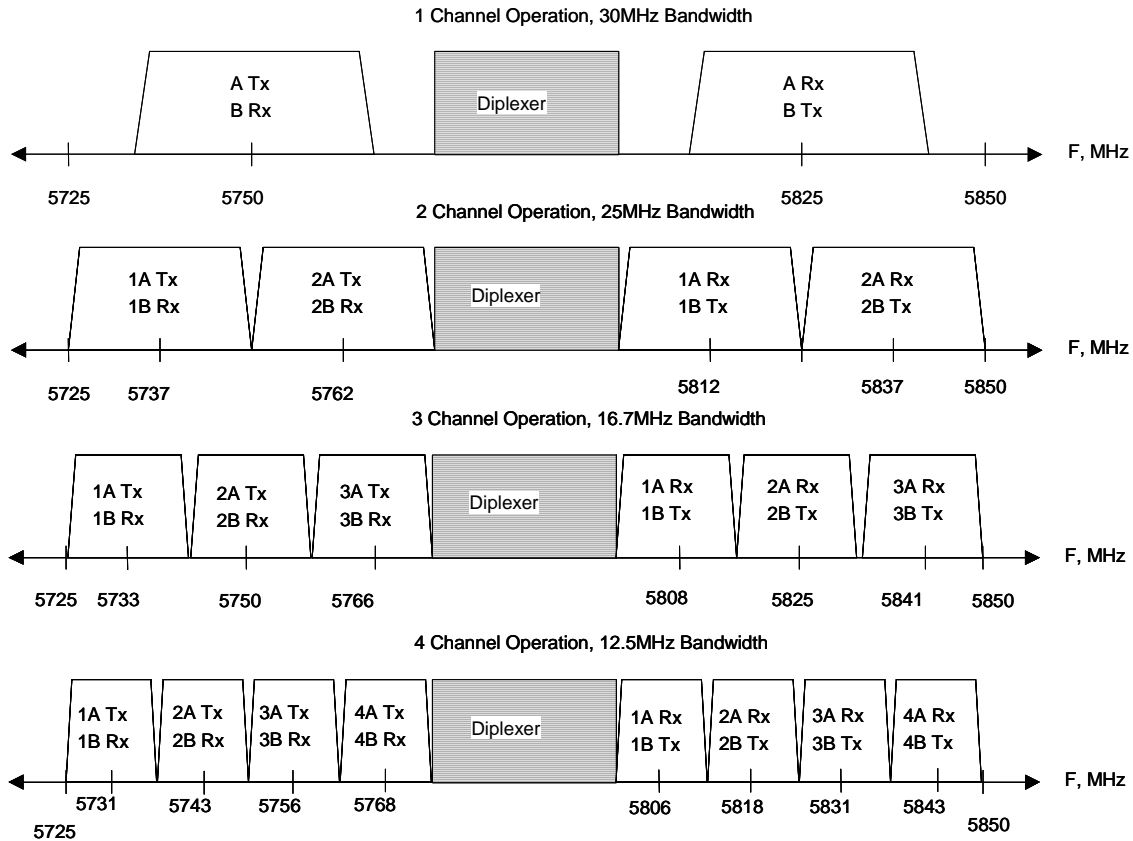 1 Channel Operation, 30MHz Bandwidth
A Tx
B Rx
Diplexer
A Rx
B Tx
F, MHz
5725
5750
5825
5850
2 Channel Operation, 25MHz Bandwidth
1A Tx
1B Rx
2A Tx
2B Rx
Diplexer
1A Rx
1B Tx
2A Rx
2B Tx
F, MHz
5725
5737
5762
5812
5837
5850
3 Channel Operation, 16.7MHz Bandwidth
1A Tx
1B Rx
2A Tx
2B Rx
3A Tx
3B Rx
Diplexer
1A Rx
1B Tx
2A Rx
2B Tx
3A Rx
3B Tx
F, MHz
5725
5733
5750
5766
5808
5825
5841
5850
4 Channel Operation, 12.5MHz Bandwidth
1A Tx
1B Rx
2A Tx
2B Rx
3A Tx
3B Rx
4A Tx
4B Rx
Diplexer
1A Rx
1B Tx
2A Rx
2B Tx
3A Rx
3B Tx
4A Rx
4B Tx
F, MHz
5725
5731
5743
5756
5768
5806
5818
5831
5843
5850